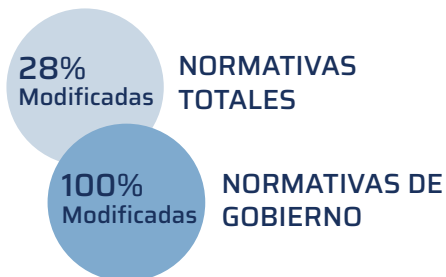 28%
Modificadas
NORMATIVAS
TOTALES
100%
Modificadas
NORMATIVAS DE
GOBIERNO